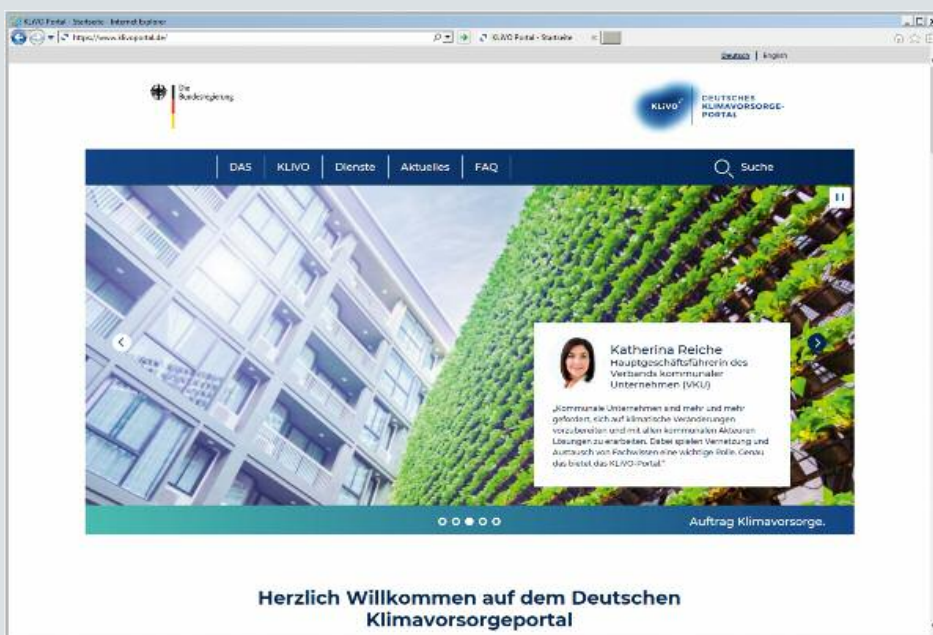 KLiVO Portal - Startseite - Internet Explorer
https://www.klivoportal.de/
KLiVO Portal - Startseite
Deutsch | English
Die
Bundesregierung
KLiVO
DEUTSCHES
KLIMAVORSORGE-
PORTAL
DAS
KLIVO
Dienste
Aktuelles
FAQ
Suche
Katherina Reiche
Hauptgeschäftsführerin des
Verbands kommunaler
Unternehmen (VKU)
„Kommunale Unternehmen sind mehr und mehr
gefordert, sich auf klimatische Veränderungen
vorzubereiten und mit allen kommunalen Akteuren
Lösungen zu erarbeiten. Dabei spielen Vernetzung und
Austausch von Fachwissen eine wichtige Rolle. Genau
das bietet das KLiVO-Portal."
Auftrag Klimavorsorge.
Herzlich Willkommen auf dem Deutschen
Klimavorsorgeportal